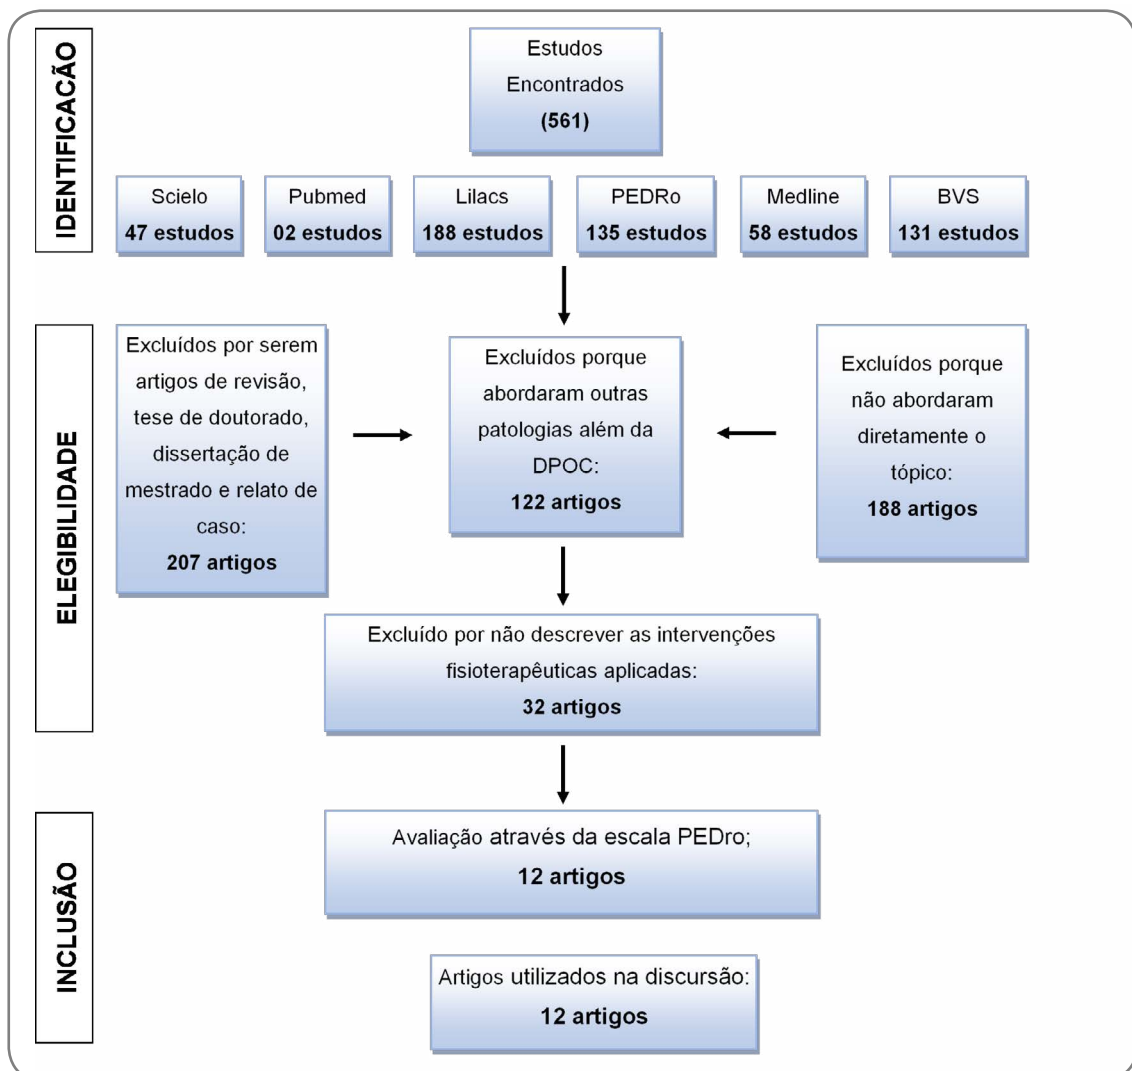 IDENTIFICACÃO
Estudos
Encontrados
(561)
Scielo
47 estudos
Pubmed
02 estudos
Lilacs
188 estudos
PEDRo
135 estudos
Medline
58 estudos
BVS
131 estudos
ELEGIBILIDADE
Excluídos por serem
artigos de revisão,
tese de doutorado,
dissertação de
mestrado e relato de
caso:
207 artigos
Excluídos porque
abordaram outras
patologias além da
DPOC:
122 artigos
Excluídos porque
não abordaram
diretamente o
tópico:
188 artigos
Excluído por não descrever as intervenções
fisioterapêuticas aplicadas:
32 artigos
INCLUSÃO
Avaliação através da escala PEDro;
12 artigos
Artigos utilizados na discursão:
12 artigos